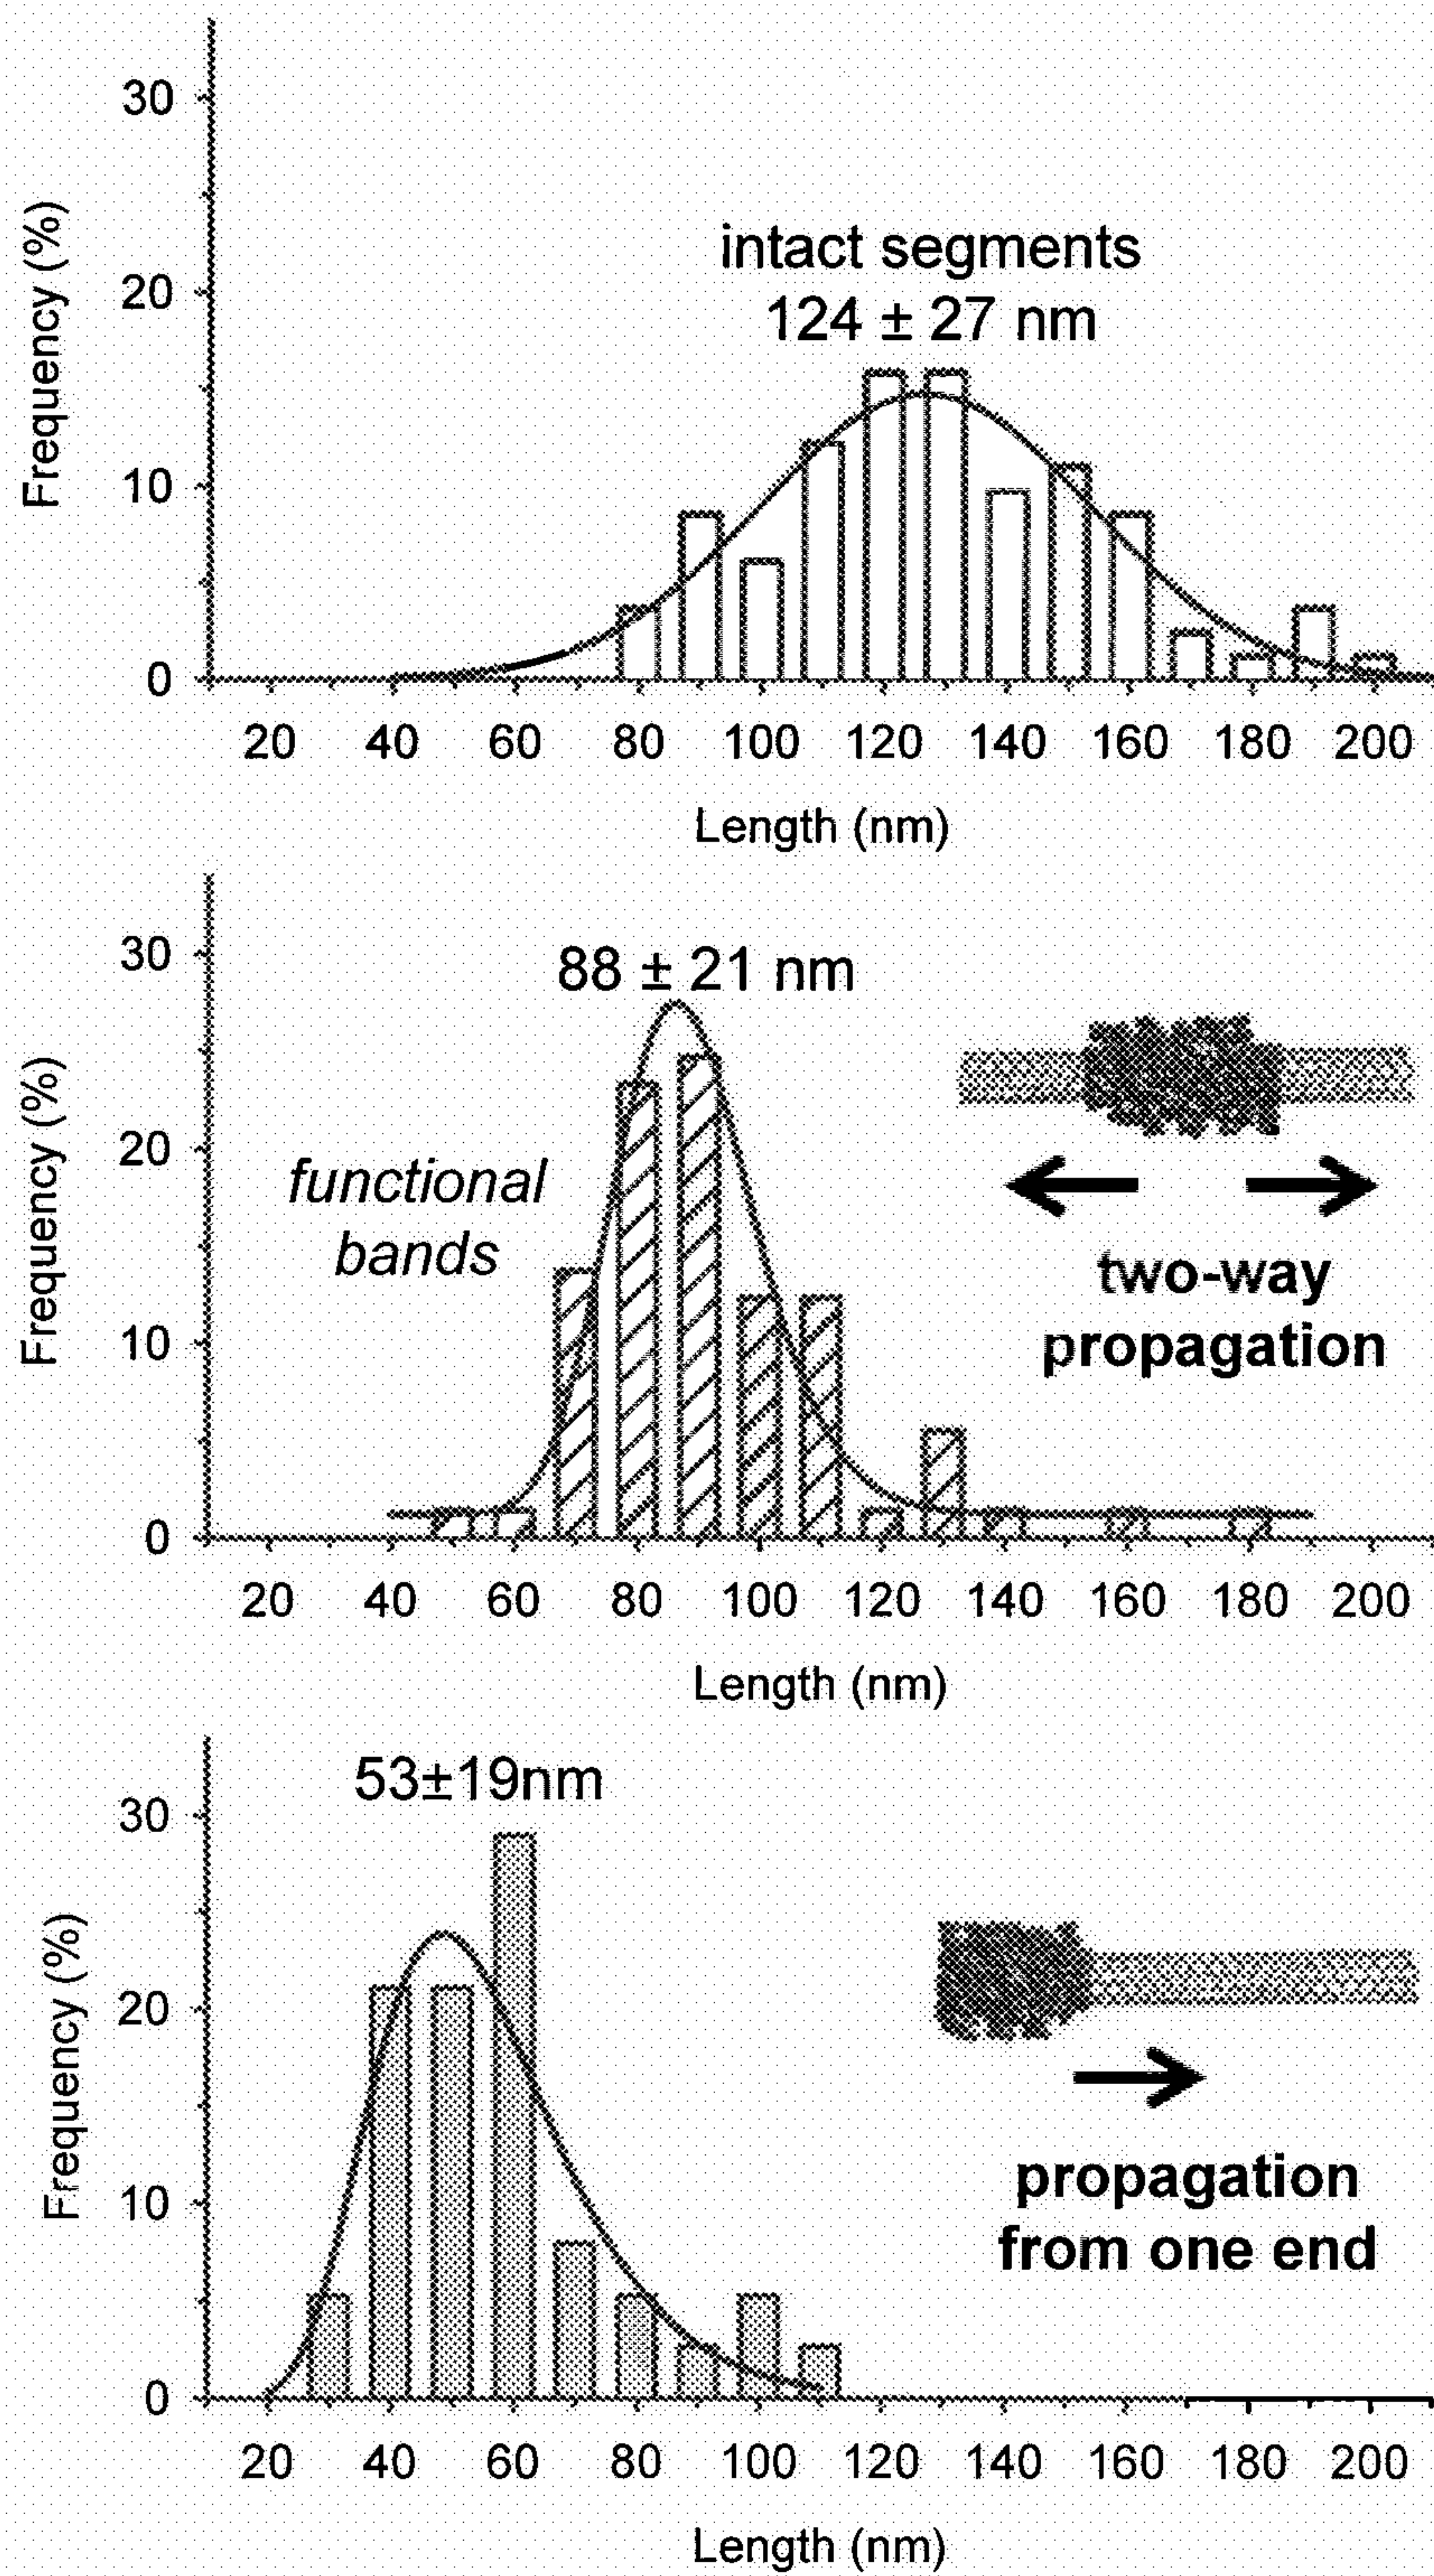 30
20
10
0
Frequency (%)
intact segments
124 ± 27 nm
20 40 60 80 100 120 140 160 180 200
Length (nm)
30
20
10
0
Frequency (%)
88 ± 21 nm
functional
bands
two-way
propagation
20 40 60 80 100 120 140 160 180 200
Length (nm)
30
20
10
0
Frequency (%)
53±19nm
propagation
from one end
20 40 60 80 100 120 140 160 180 200
Length (nm)